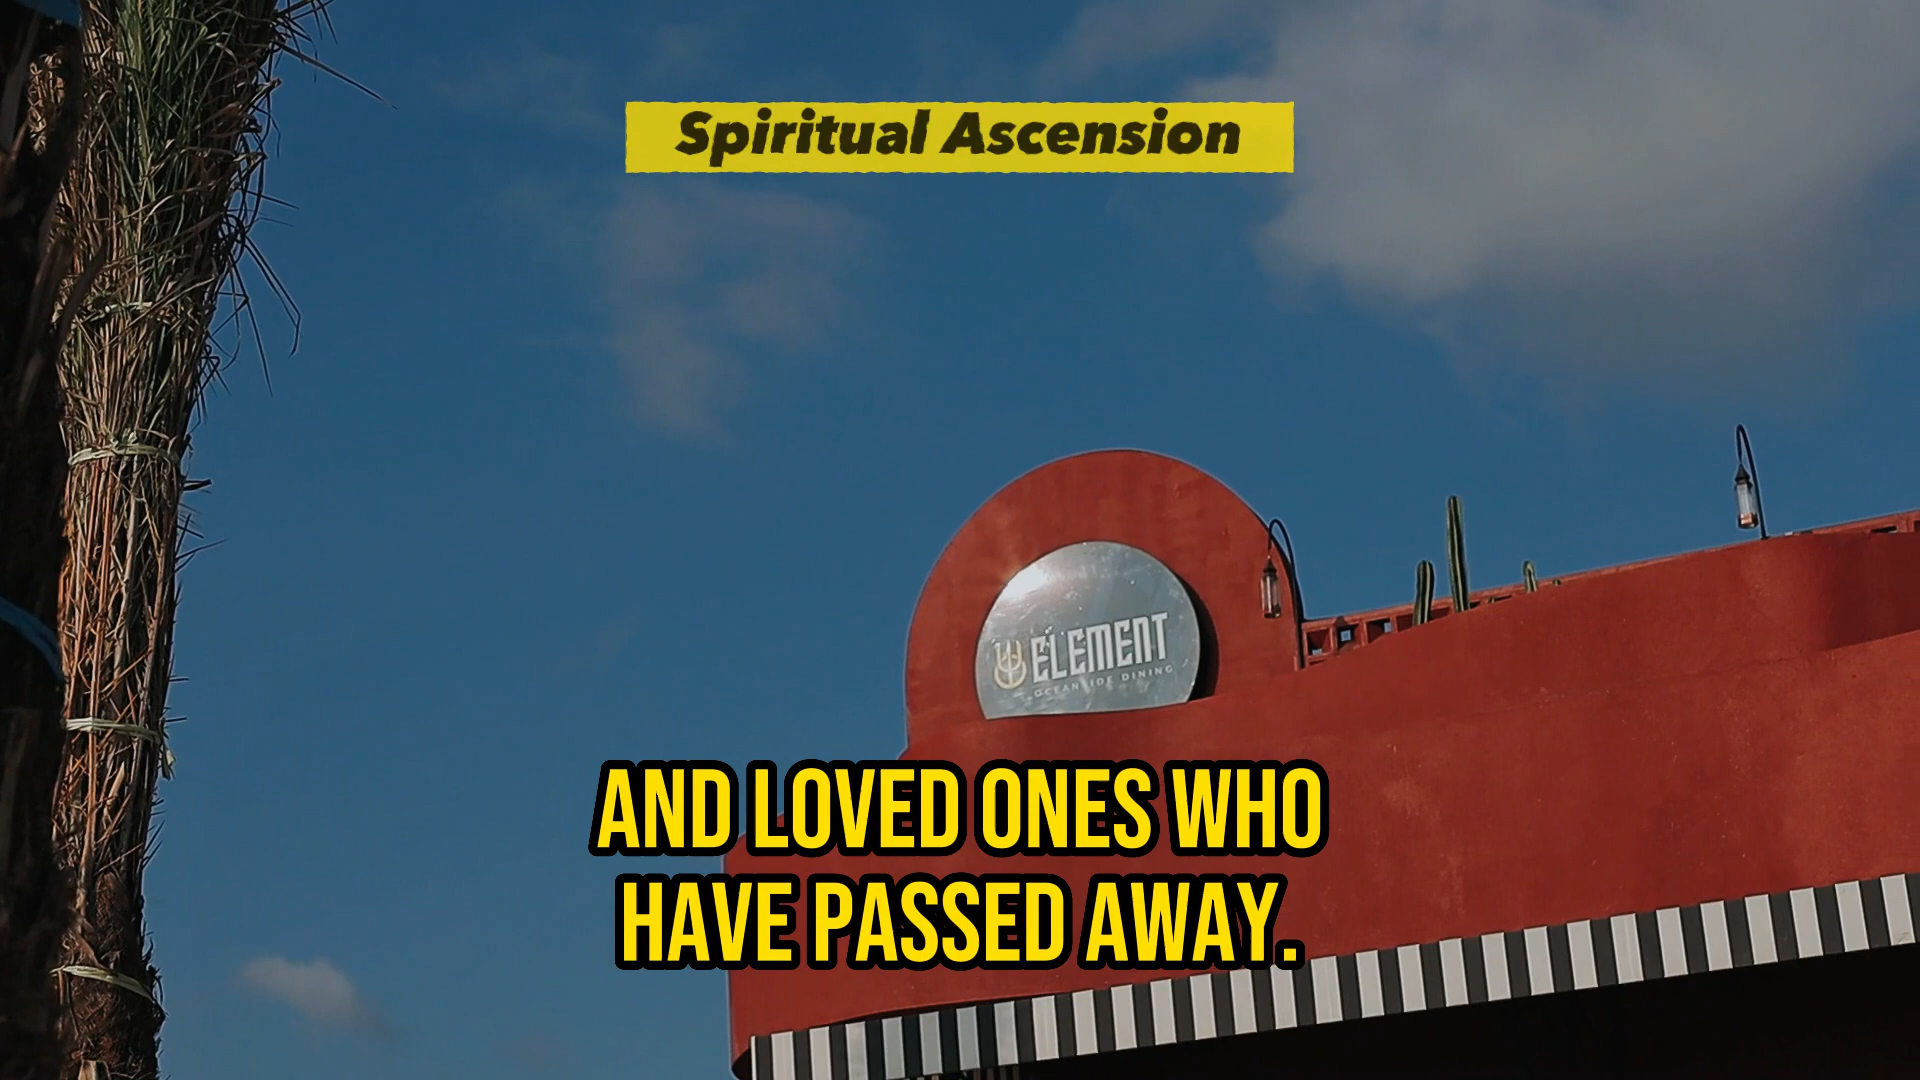 Spiritual Ascension
ELEMENT
OCEANSIDE DINING
AND LOVED ONES WHO
HAVE PASSED AWAY.